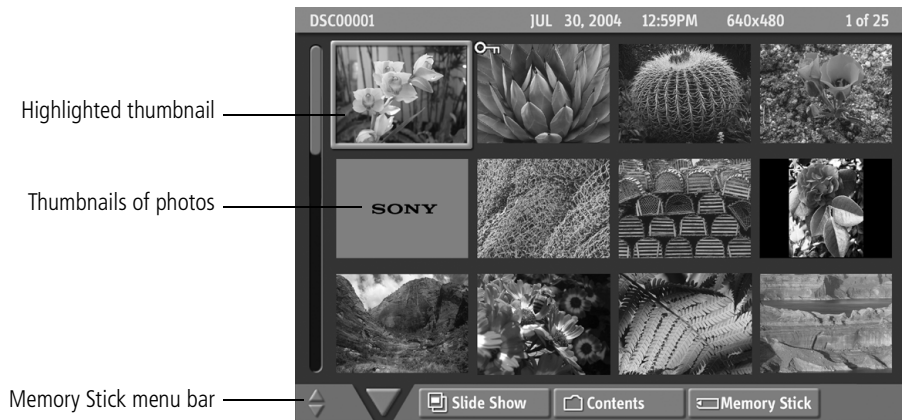 DSC00001 JUL 30, 2004 12:59PM 640x480 1 of 25
Highlighted thumbnail
Thumbnails of photos
SONY
Memory Stick menu bar
Slide Show Contents Memory Stick